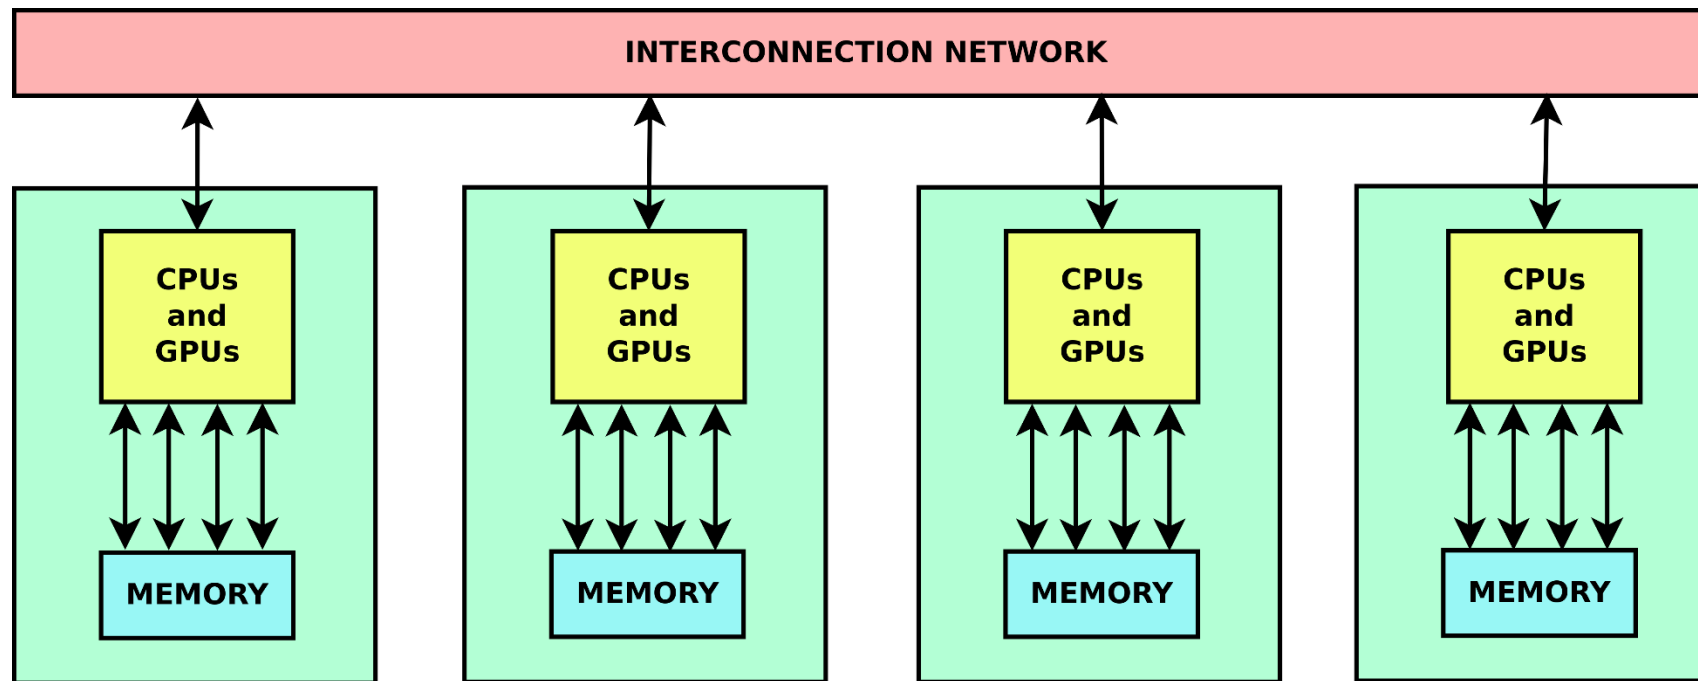 INTERCONNECTION NETWORK
CPUs
and
GPUs
MEMORY
CPUs
and
GPUs
MEMORY
CPUs
and
GPUs
MEMORY
CPUs
and
GPUs
MEMORY